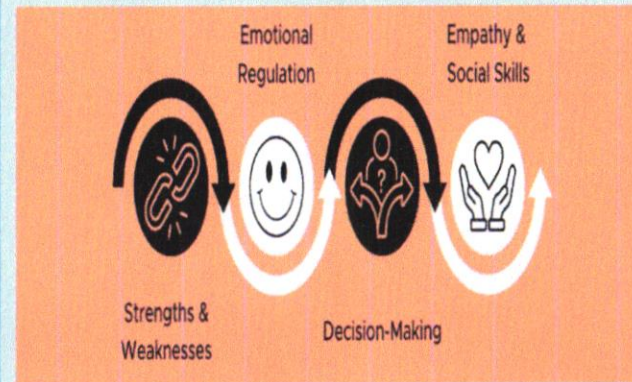 Emotional
Regulation
Empathy &
Social Skills
?
Strengths &
Weaknesses
Decision-Making